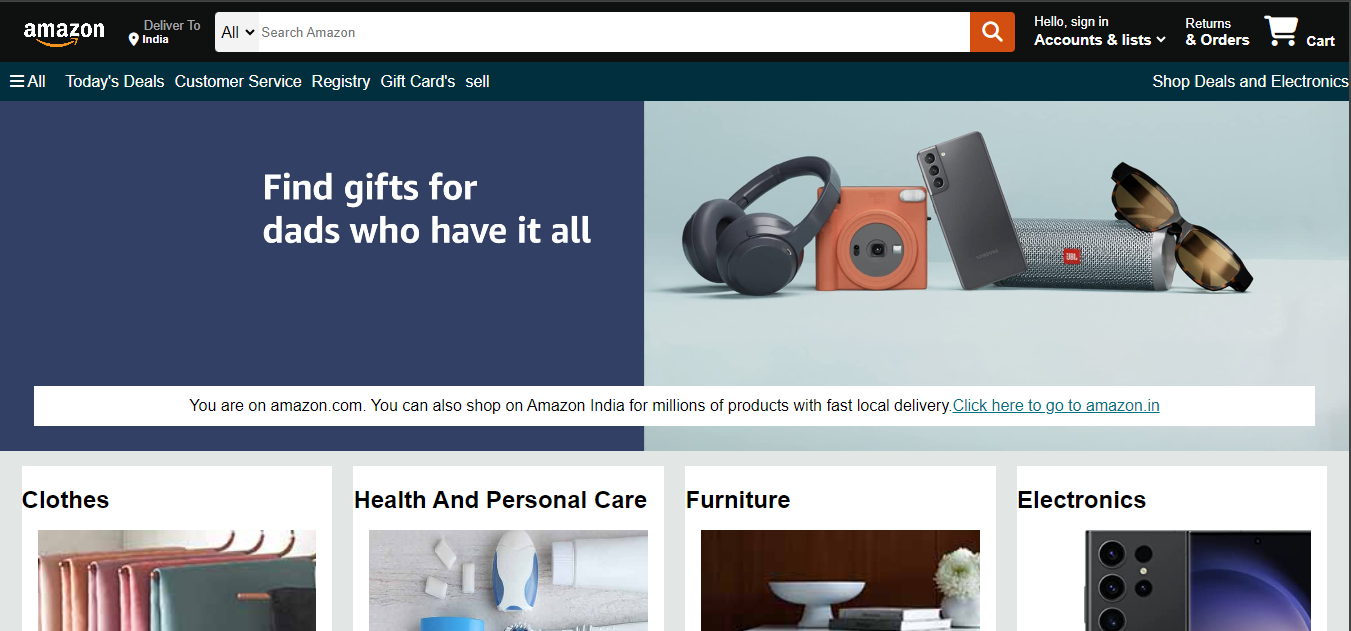 amazon
Deliver To
India
All
Search Amazon
Hello, sign in
Accounts & lists
Returns
& Orders
Cart
All
Today's Deals
Customer Service
Registry
Gift Card's
sell
Shop Deals and Electronics
Find gifts for
dads who have it all
JBL
SAMSUNG
You are on amazon.com. You can also shop on Amazon India for millions of products with fast local delivery.Click here to go to amazon.in
Clothes
Health And Personal Care
Furniture
Electronics